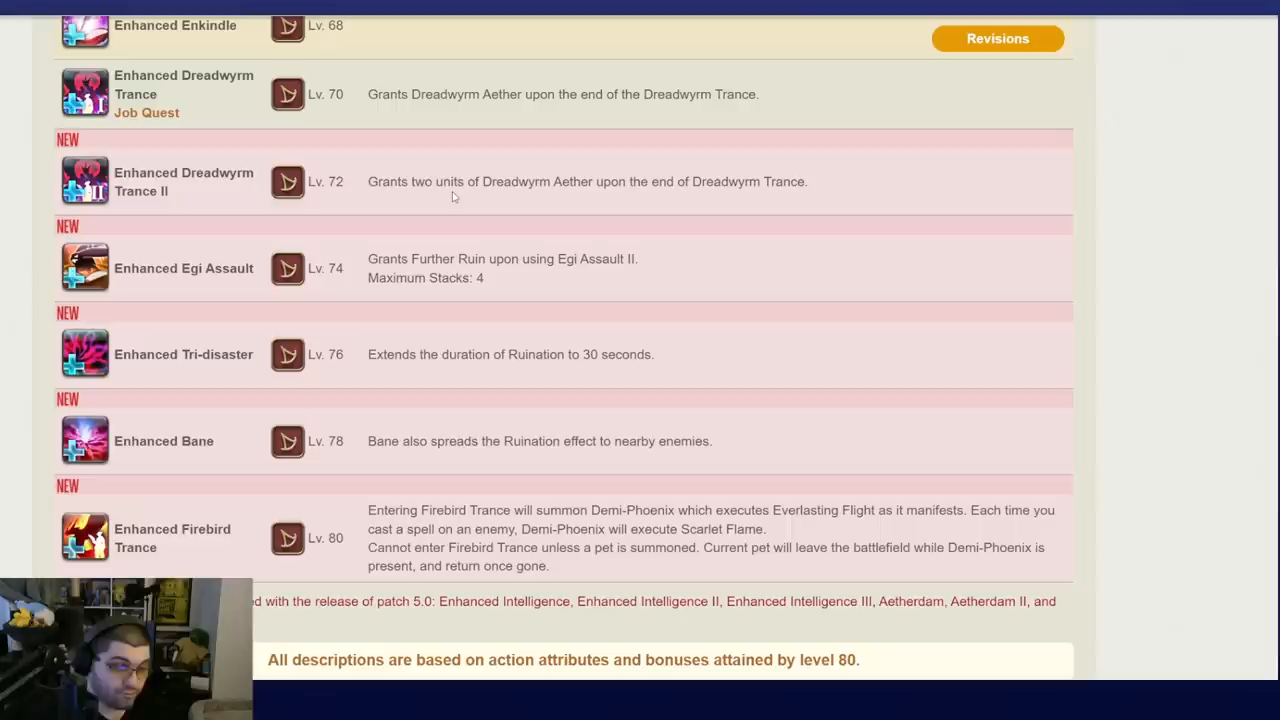 Enhanced Enkindle
Lv. 68
Revisions
Enhanced Dreadwyrm
Trance
Job Quest
Lv. 70
Grants Dreadwyrm Aether upon the end of the Dreadwyrm Trance.
NEW
Enhanced Dreadwyrm
Trance II
Lv. 72
Grants two units of Dreadwyrm Aether upon the end of Dreadwyrm Trance.
NEW
Enhanced Egi Assault
Lv. 74
Grants Further Ruin upon using Egi Assault II.
Maximum Stacks: 4
NEW
Enhanced Tri-disaster
Lv. 76
Extends the duration of Ruination to 30 seconds.
NEW
Enhanced Bane
Lv. 78
Bane also spreads the Ruination effect to nearby enemies.
NEW
Enhanced Firebird
Trance
Lv. 80
Entering Firebird Trance will summon Demi-Phoenix which executes Everlasting Flight as it manifests. Each time you
cast a spell on an enemy, Demi-Phoenix will execute Scarlet Flame.
Cannot enter Firebird Trance unless a pet is summoned. Current pet will leave the battlefield while Demi-Phoenix is
present, and return once gone.
with the release of patch 5.0: Enhanced Intelligence, Enhanced Intelligence II, Enhanced Intelligence III, Aetherdam, Aetherdam II, and
All descriptions are based on action attributes and bonuses attained by level 80.